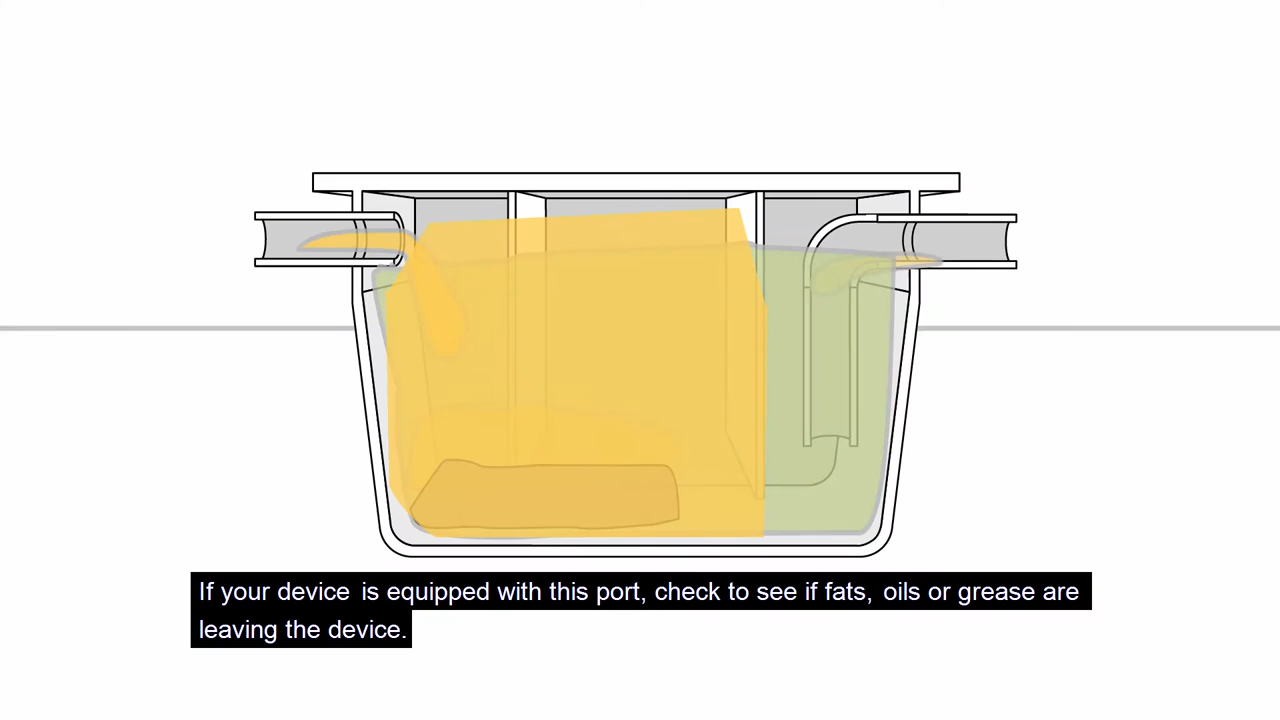 If your device is equipped with this port, check to see if fats, oils or grease are
leaving the device.